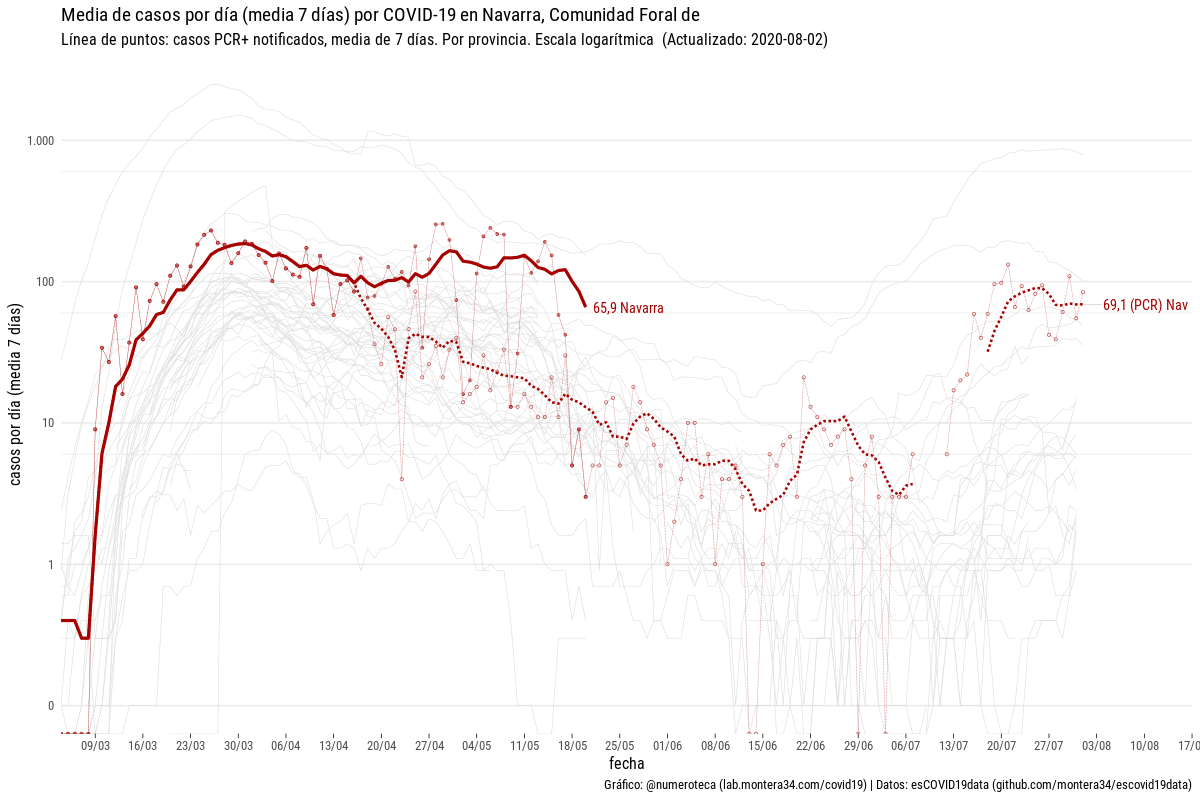 Media de casos por día (media 7 días) por COVID-19 en Navarra, Comunidad Foral de
Línea de puntos: casos PCR+ notificados, media de 7 días. Por provincia. Escala logarítmica (Actualizado: 2020-08-02)
casos por día (media 7 días)
1.000
100
10
1
0
65,9 Navarra
69,1 (PCR) Nav
09/03 16/03 23/03 30/03 06/04 13/04 20/04 27/04 04/05 11/05 18/05 25/05 01/06 08/06 15/06 22/06 29/06 06/07 13/07 20/07 27/07 03/08 10/08 17/0
fecha
Gráfico: @numeroteca (lab.montera34.com/covid19) | Datos: esCOVID19data (github.com/montera34/escovid19data)